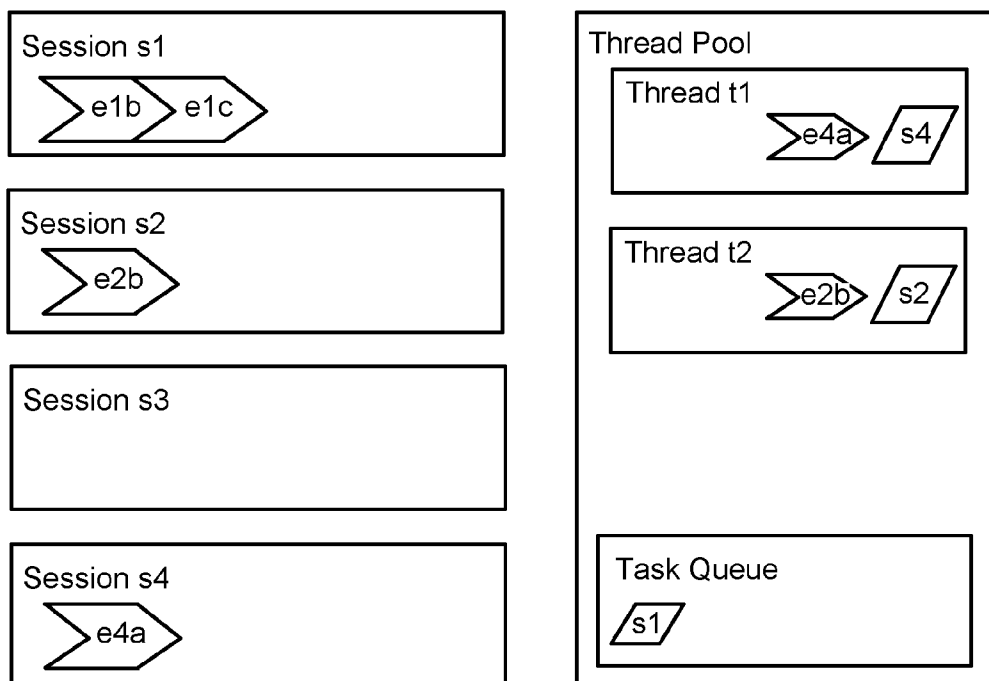 Session s1
e1b e1c
Session s2
e2b
Session s3
Session s4
e4a
Thread Pool
Thread t1
e4a s4
Thread t2
e2b s2
Task Queue
s1